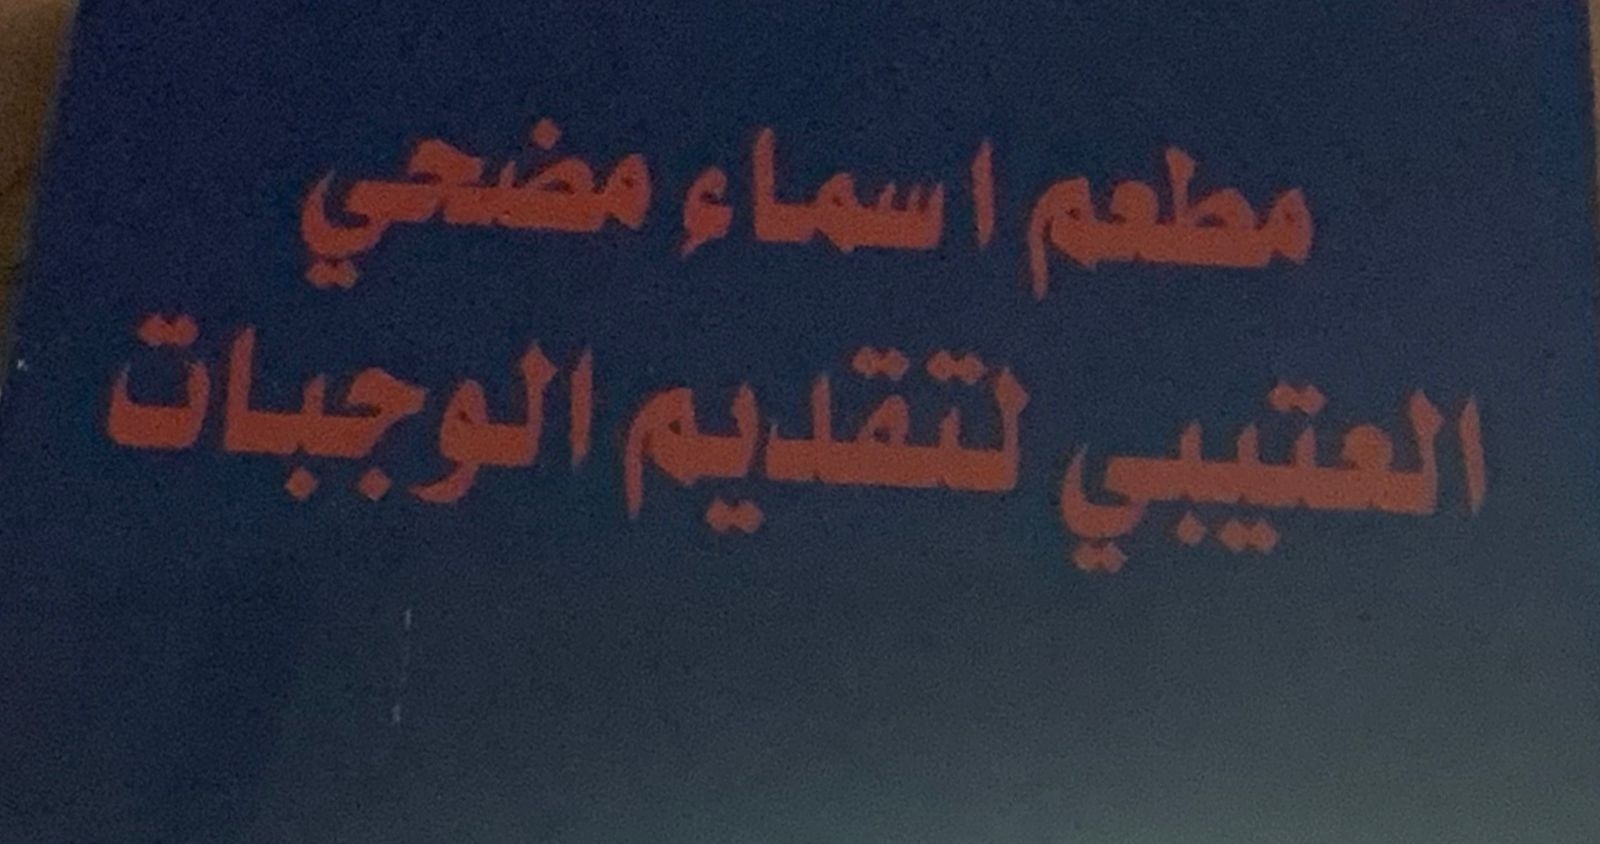 مطعم اسماء مضحي
العتيبي لتقديم الوجبات